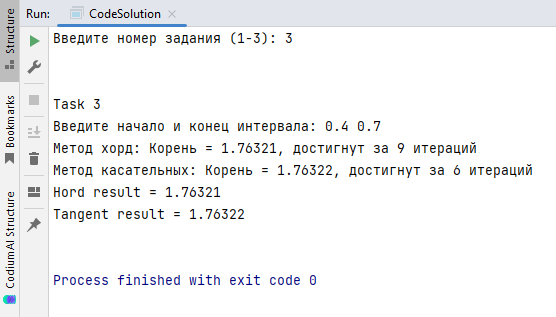 Run: CodeSolution
Введите номер задания (1-3): 3
Task 3
Введите начало и конец интервала: 0.4 0.7
Метод хорд: Корень = 1.76321, достигнут за 9 итераций
Метод касательных: Корень = 1.76322, достигнут за 6 итераций
Hord result = 1.76321
Tangent result = 1.76322
Process finished with exit code 0
Structure
Bookmarks
CodiumAI Structure